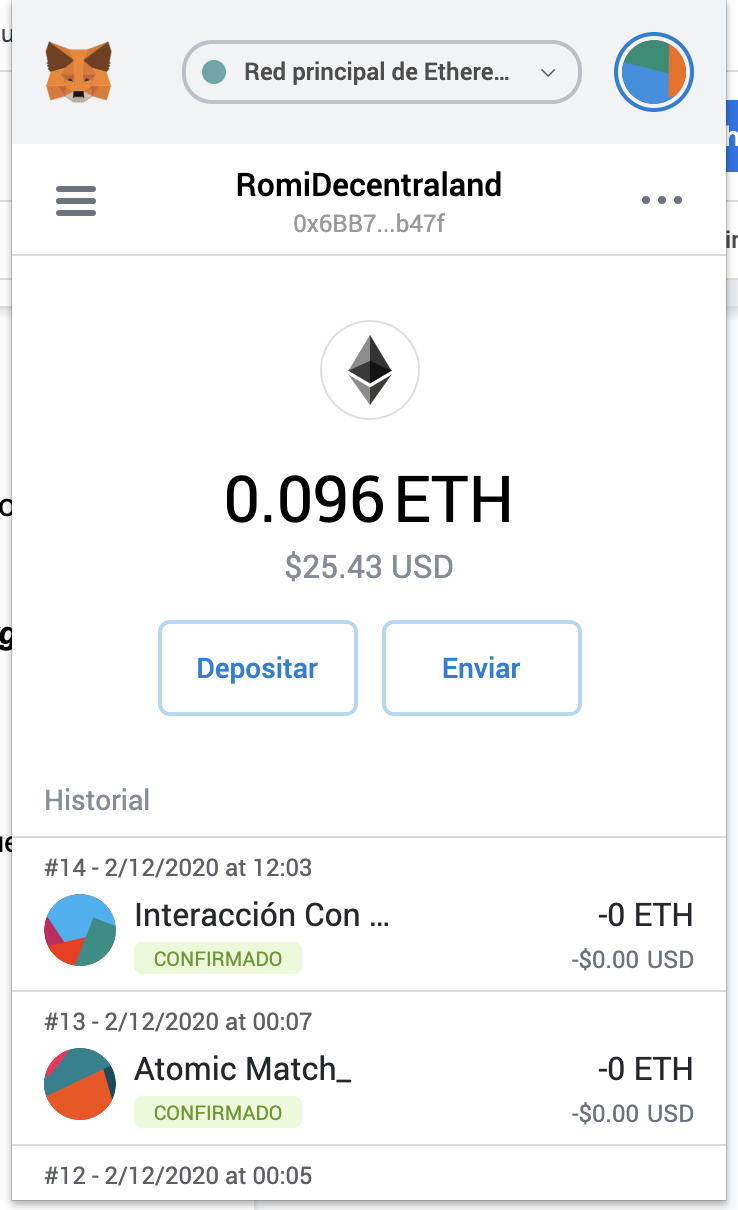 Red principal de Ethere...
RomiDecentraland
0x6BB7...b47f
0.096 ETH
$25.43 USD
Depositar
Enviar
Historial
#14 - 2/12/2020 at 12:03
Interacción Con ...
-0 ETH
CONFIRMADO
-$0.00 USD
#13 - 2/12/2020 at 00:07
Atomic Match_
-0 ETH
CONFIRMADO
-$0.00 USD
#12 - 2/12/2020 at 00:05